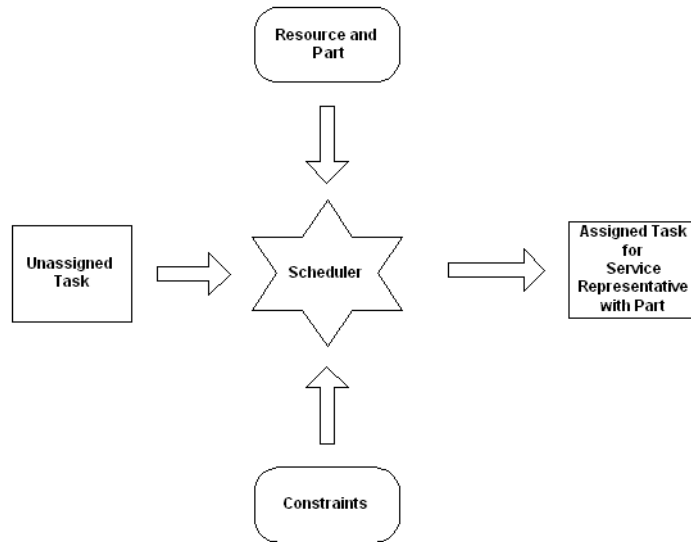 Resource and
Part
Unassigned
Task
Scheduler
Assigned Task
for
Service
Representative
with Part
Constraints